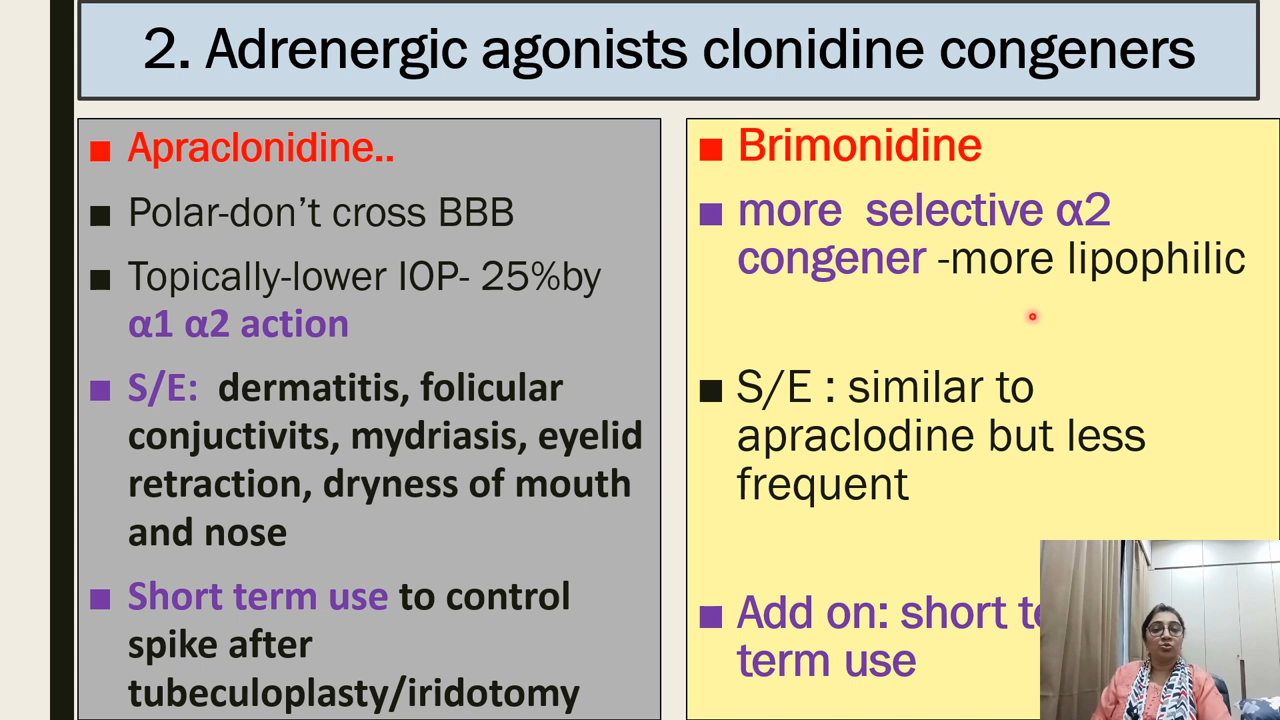 2. Adrenergic agonists clonidine congeners
Apraclonidine..
Polar-don’t cross BBB
Topically-lower IOP- 25%by
α1 α2 action
S/E: dermatitis, folicular
conjuctivits, mydriasis, eyelid
retraction, dryness of mouth
and nose
Short term use to control
spike after
tubeculoplasty/iridotomy
Brimonidine
more selective α2
congener -more lipophilic
S/E : similar to
apraclodine but less
frequent
Add on: short
term use